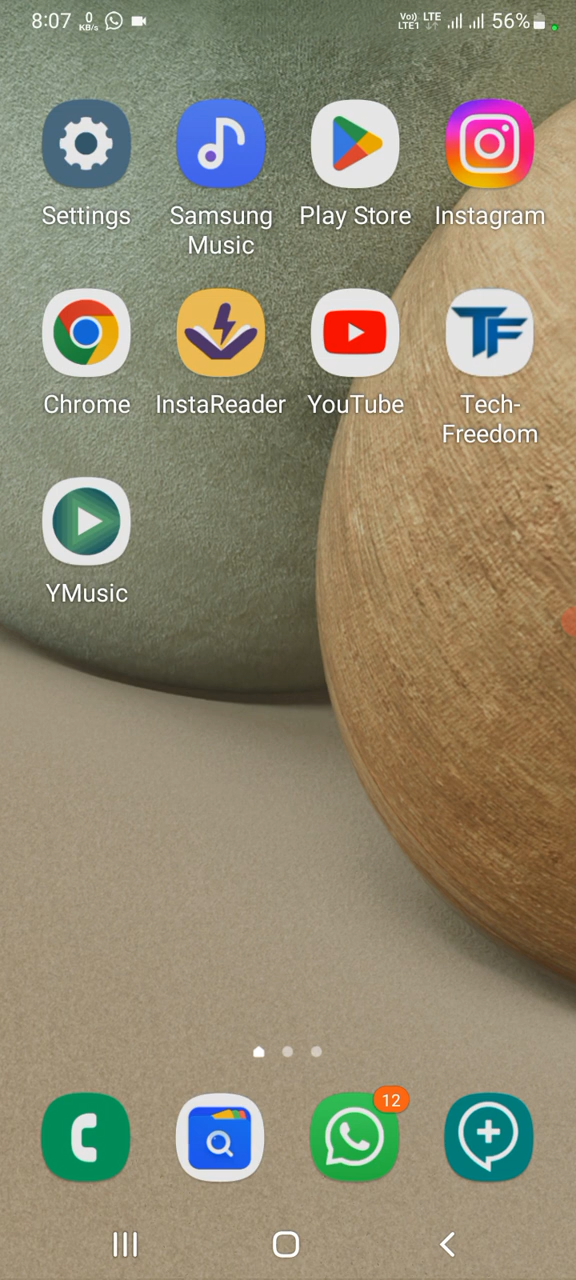 8:07 0 KB/s Vo)) LTE1 LTE 56%
Settings
Samsung Music
Play Store
Instagram
Chrome
InstaReader
YouTube
TF
Tech-Freedom
YMusic
12